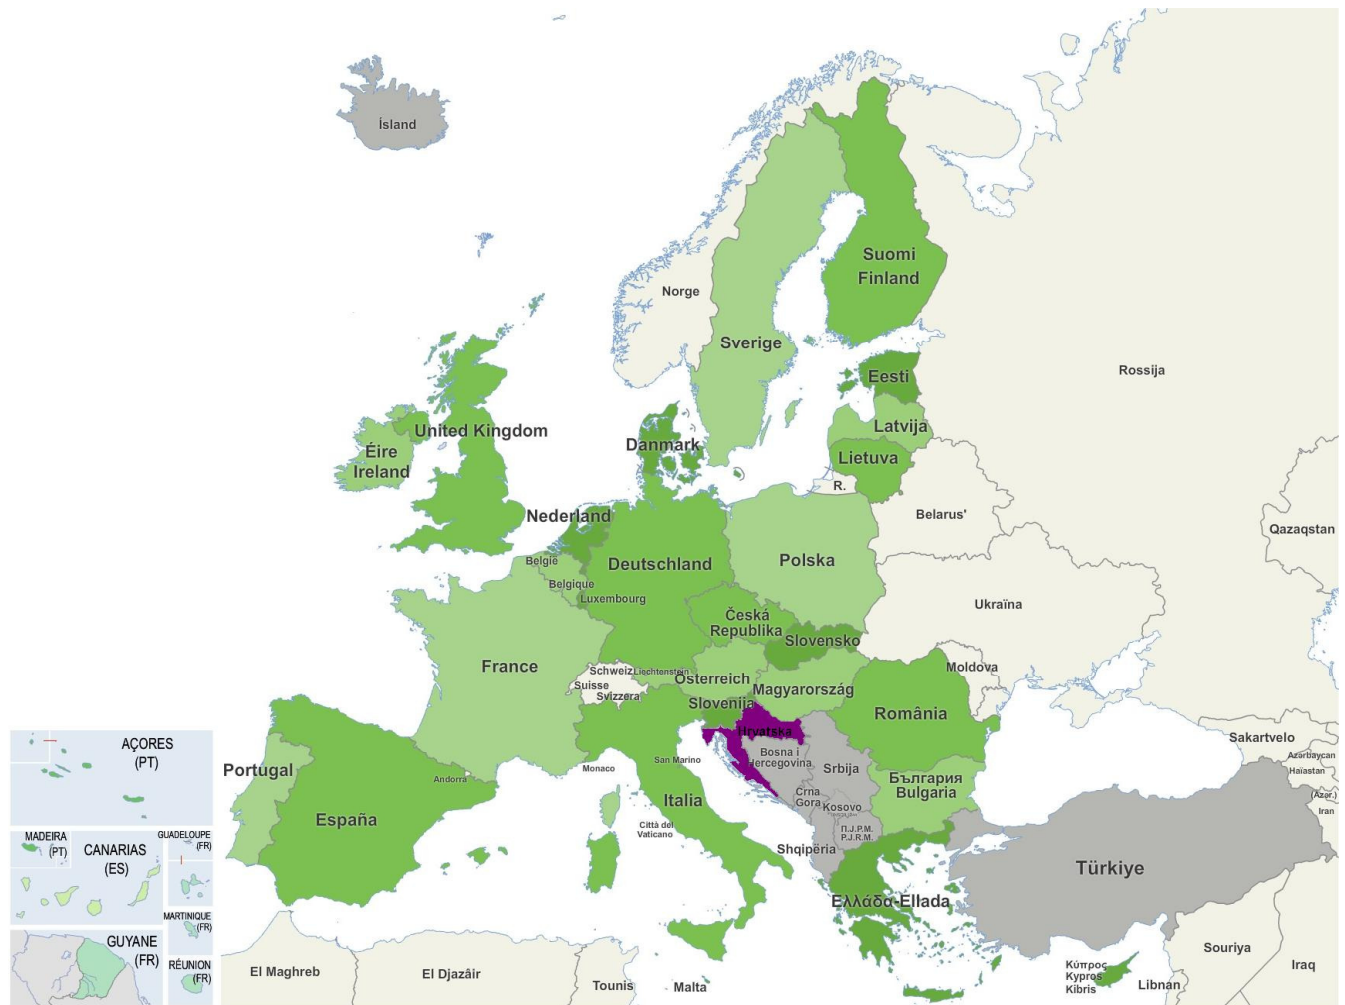 Ísland
Suomi
Finland
Norge
Sverige
Rossija
Eesti
Latvija
Lietuva
R.
United Kingdom
Éire
Ireland
Danmark
Belarus'
Nederland
Qazaqstan
België
Deutschland
Polska
Belgique
Luxembourg
Ukraïna
Česká
Republika
Slovensko
France
Schweiz
Liechtenstein
Österreich
Moldova
Suisse
Svizzera
Magyarország
Slovenija
România
Hrvatska
AÇORES
(PT)
Sakartvelo
Portugal
Andorra
Monaco
San Marino
Bosna i
Hercegovina
Srbija
България
Bulgaria
Azərbaycan
Haïastan
(Azər.)
Iran
España
Italia
Crna
Gora
Kosovo
Città del
Vaticano
П.Ј.Р.М.
P.J.R.M.
MADEIRA
(PT)
CANARIAS
(ES)
GUADELOUPE
(FR)
Shqipëria
Türkiye
Ελλάδα-Ellada
MARTINIQUE
(FR)
GUYANE
(FR)
RÉUNION
(FR)
El Maghreb
El Djazâir
Tounis
Malta
Κύπρος
Kypros
Kibris
Libnan
Souriya
Iraq